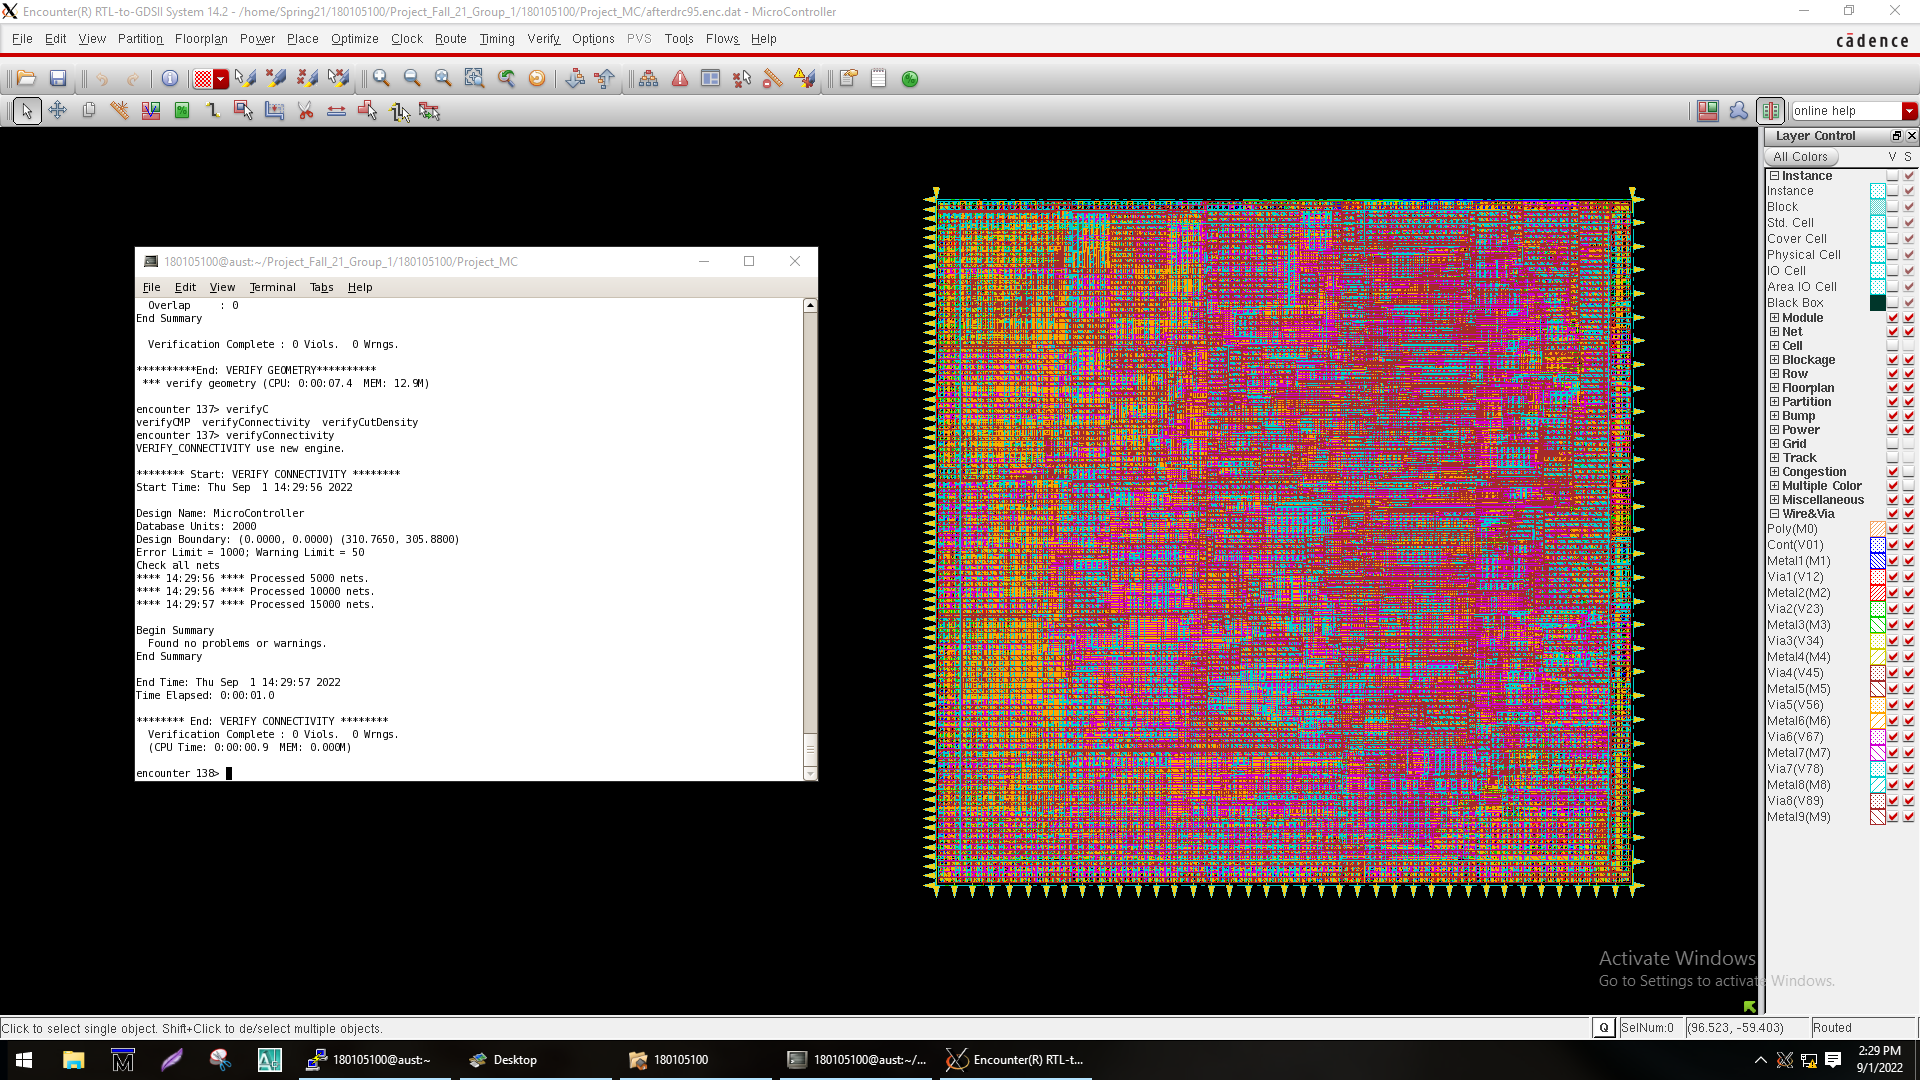 Encounter(R) RTL-to-GDSII System 14.2 - /home/Spring21/180105100/Project_Fall_21_Group_1/180105100/Project_MC/afterdrc95.enc.dat - MicroController
File Edit View Partition Floorplan Power Place Optimize Clock Route Timing Verify Options PVS Tools Flows Help
cādence
online help
Layer Control
All Colors V S
Instance
Instance
Block
Std. Cell
Cover Cell
Physical Cell
IO Cell
Area IO Cell
Black Box
Module
Net
Cell
Blockage
Row
Floorplan
Partition
Bump
Power
Grid
Track
Congestion
Multiple Color
Miscellaneous
Wire&Via
Poly(M0)
Cont(V01)
Metal1(M1)
Via1(V12)
Metal2(M2)
Via2(V23)
Metal3(M3)
Via3(V34)
Metal4(M4)
Via4(V45)
Metal5(M5)
Via5(V56)
Metal6(M6)
Via6(V67)
Metal7(M7)
Via7(V78)
Metal8(M8)
Via8(V89)
Metal9(M9)
180105100@aust:~/Project_Fall_21_Group_1/180105100/Project_MC
File Edit View Terminal Tabs Help
Overlap : 0
End Summary
Verification Complete : 0 Viols. 0 Wrngs.
**********End: VERIFY GEOMETRY**********
*** verify geometry (CPU: 0:00:07.4 MEM: 12.9M)
encounter 137> verifyC
verifyCMP verifyConnectivity verifyCutDensity
encounter 137> verifyConnectivity
VERIFY_CONNECTIVITY use new engine.
******** Start: VERIFY CONNECTIVITY ********
Start Time: Thu Sep 1 14:29:56 2022
Design Name: MicroController
Database Units: 2000
Design Boundary: (0.0000, 0.0000) (310.7650, 305.8800)
Error Limit = 1000; Warning Limit = 50
Check all nets
**** 14:29:56 **** Processed 5000 nets.
**** 14:29:56 **** Processed 10000 nets.
**** 14:29:57 **** Processed 15000 nets.
Begin Summary
Found no problems or warnings.
End Summary
End Time: Thu Sep 1 14:29:57 2022
Time Elapsed: 0:00:01.0
******** End: VERIFY CONNECTIVITY ********
Verification Complete : 0 Viols. 0 Wrngs.
(CPU Time: 0:00:00.9 MEM: 0.000M)
encounter 138>
Activate Windows
Go to Settings to activate Windows.
Click to select single object. Shift+Click to de/select multiple objects.
Q SelNum:0 (96.523, -59.403) Routed
180105100@aust:~ Desktop 180105100 180105100@aust:~/... Encounter(R) RTL-t...
2:29 PM
9/1/2022